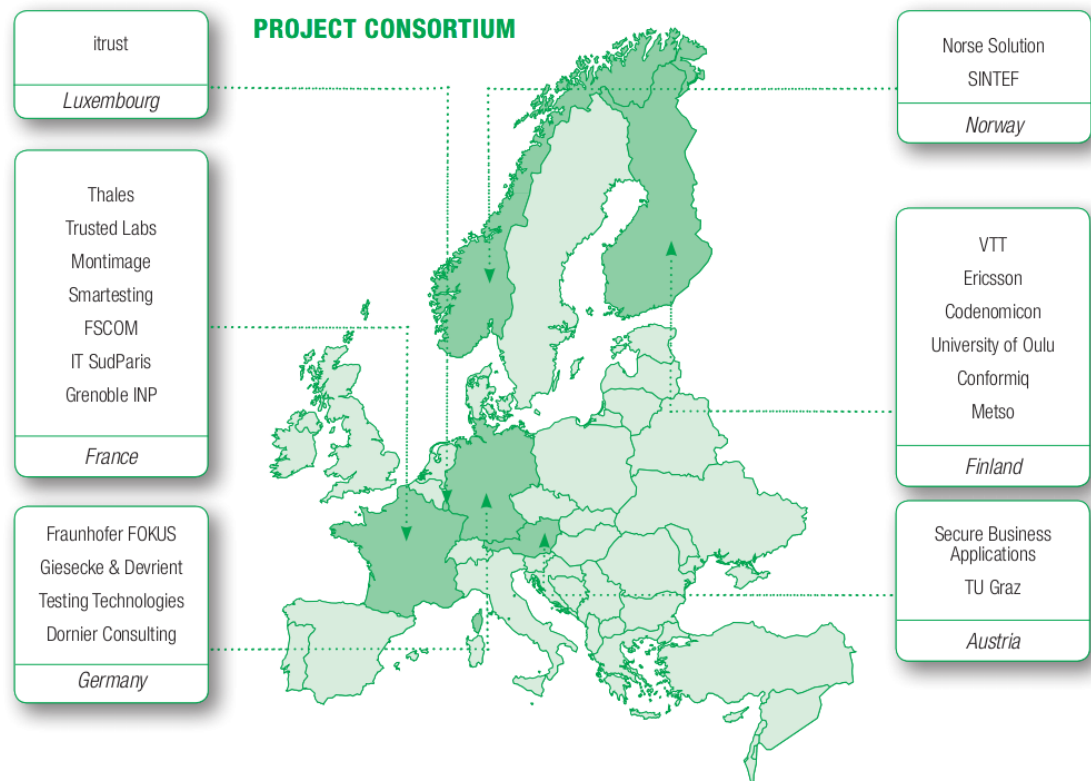 PROJECT CONSORTIUM
itrust
Luxembourg
Thales
Trusted Labs
Montimage
Smartesting
FSCOM
IT SudParis
Grenoble INP
France
Fraunhofer FOKUS
Giesecke & Devrient
Testing Technologies
Dornier Consulting
Germany
Norse Solution
SINTEF
Norway
VTT
Ericsson
Codenomicon
University of Oulu
Conformiq
Metso
Finland
Secure Business
Applications
TU Graz
Austria